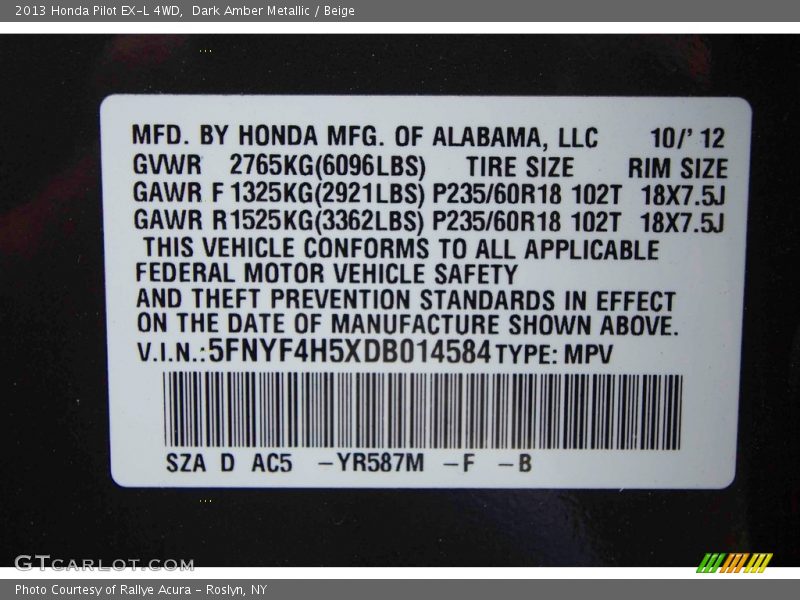 2013 Honda Pilot EX-L 4WD,  Dark Amber Metallic / Beige
MFD. BY HONDA MFG. OF ALABAMA, LLC 10/' 12
GVWR 2765KG(6096LBS) TIRE SIZE RIM SIZE
GAWR F 1325KG(2921LBS) P235/60R18 102T 18X7.5J
GAWR R1525KG(3362LBS) P235/60R18 102T 18X7.5J
THIS VEHICLE CONFORMS TO ALL APPLICABLE
FEDERAL MOTOR VEHICLE SAFETY
AND THEFT PREVENTION STANDARDS IN EFFECT
ON THE DATE OF MANUFACTURE SHOWN ABOVE.
V.I.N.:5FNYF4H5XDB014584 TYPE: MPV
SZA D AC5 -YR587M -F -B
GTCARLOT.COM
Photo Courtesy of Rallye Acura - Roslyn, NY